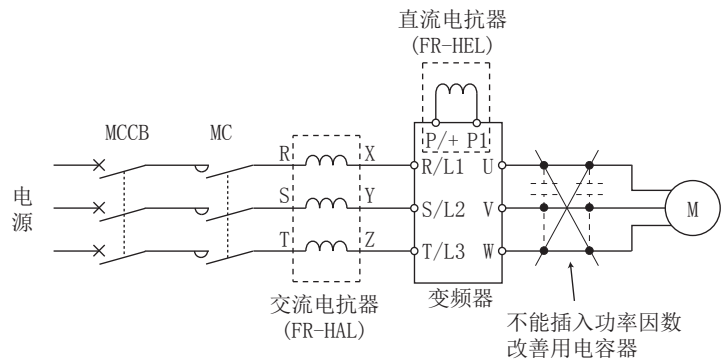 直流电抗器
(FR-HEL)
MCCB
MC
P/+ P1
R
X
R/L1
U
电源
S
Y
S/L2
V
M
T
Z
T/L3
W
交流电抗器
(FR-HAL)
变频器
不能插入功率因数
改善用电容器